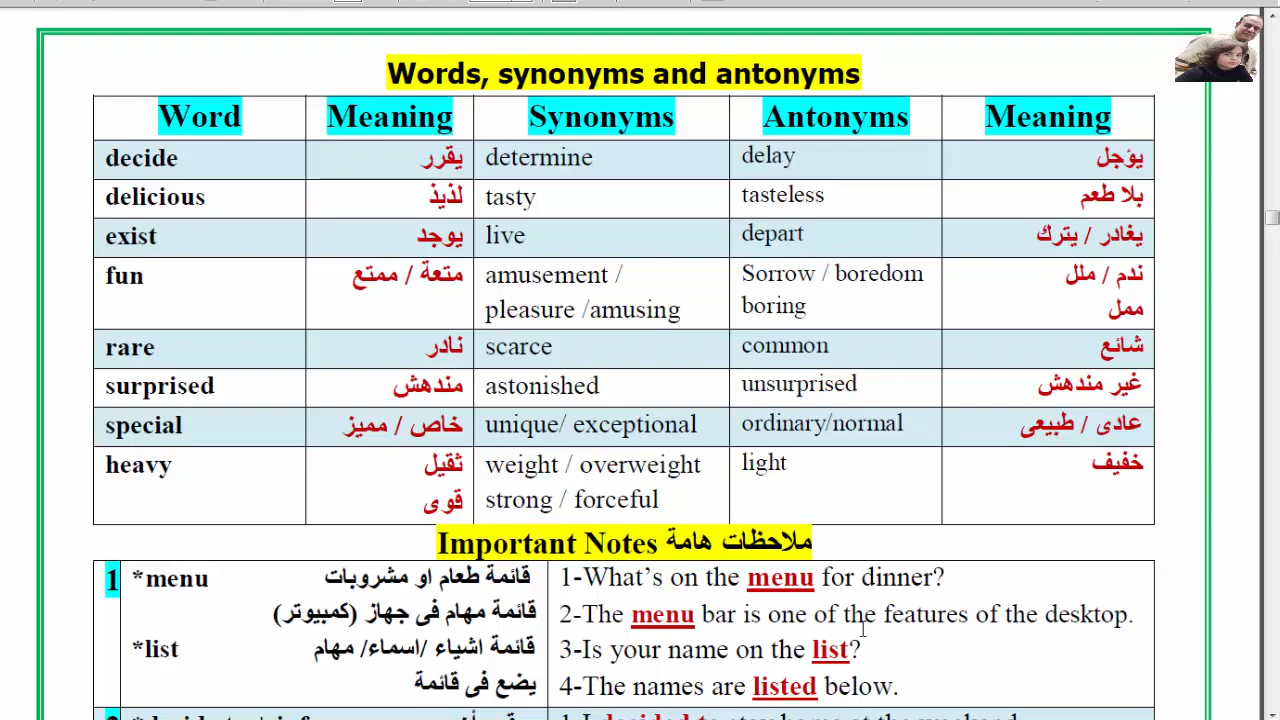 Words, synonyms and antonyms
Word Meaning Synonyms Antonyms Meaning
decide يقرر determine delay يؤجل
delicious لذيذ tasty tasteless بلا طعم
exist يوجد live depart يغادر / يترك
fun متعة / ممتع amusement / Sorrow / boredom ندم / ملل
pleasure /amusing boring ممل
rare نادر scarce common شائع
surprised مندهش astonished unsurprised غير مندهش
special خاص / مميز unique/ exceptional ordinary/normal عادى / طبيعى
heavy ثقيل weight / overweight light خفيف
قوى strong / forceful
Important Notes ملاحظات هامة
1 *menu قائمة طعام او مشروبات 1-What's on the menu for dinner?
قائمة مهام فى جهاز (كمبيوتر) 2-The menu bar is one of the features of the desktop.
*list قائمة اشياء /اسماء/ مهام 3-Is your name on the list?
يضع فى قائمة 4-The names are listed below.